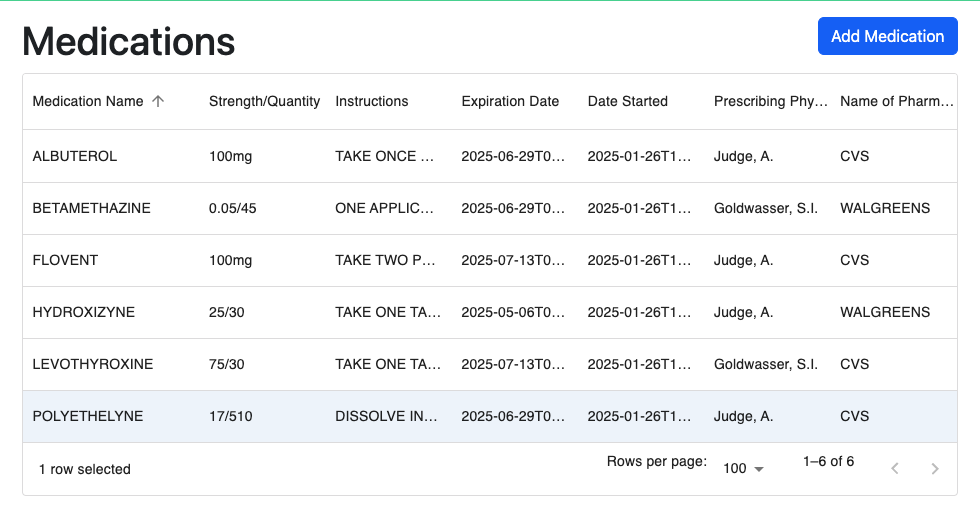 Medications
Add Medication
Medication Name Strength/Quantity Instructions Expiration Date Date Started Prescribing Phy... Name of Pharm...
ALBUTEROL 100mg TAKE ONCE ... 2025-06-29T0... 2025-01-26T1... Judge, A. CVS
BETAMETHAZINE 0.05/45 ONE APPLIC... 2025-06-29T0... 2025-01-26T1... Goldwasser, S.I. WALGREENS
FLOVENT 100mg TAKE TWO P... 2025-07-13T0... 2025-01-26T1... Judge, A. CVS
HYDROXIZYNE 25/30 TAKE ONE TA... 2025-05-06T0... 2025-01-26T1... Judge, A. WALGREENS
LEVOTHYROXINE 75/30 TAKE ONE TA... 2025-07-13T0... 2025-01-26T1... Goldwasser, S.I. CVS
POLYETHELYNE 17/510 DISSOLVE IN... 2025-06-29T0... 2025-01-26T1... Judge, A. CVS
1 row selected Rows per page: 100 1–6 of 6